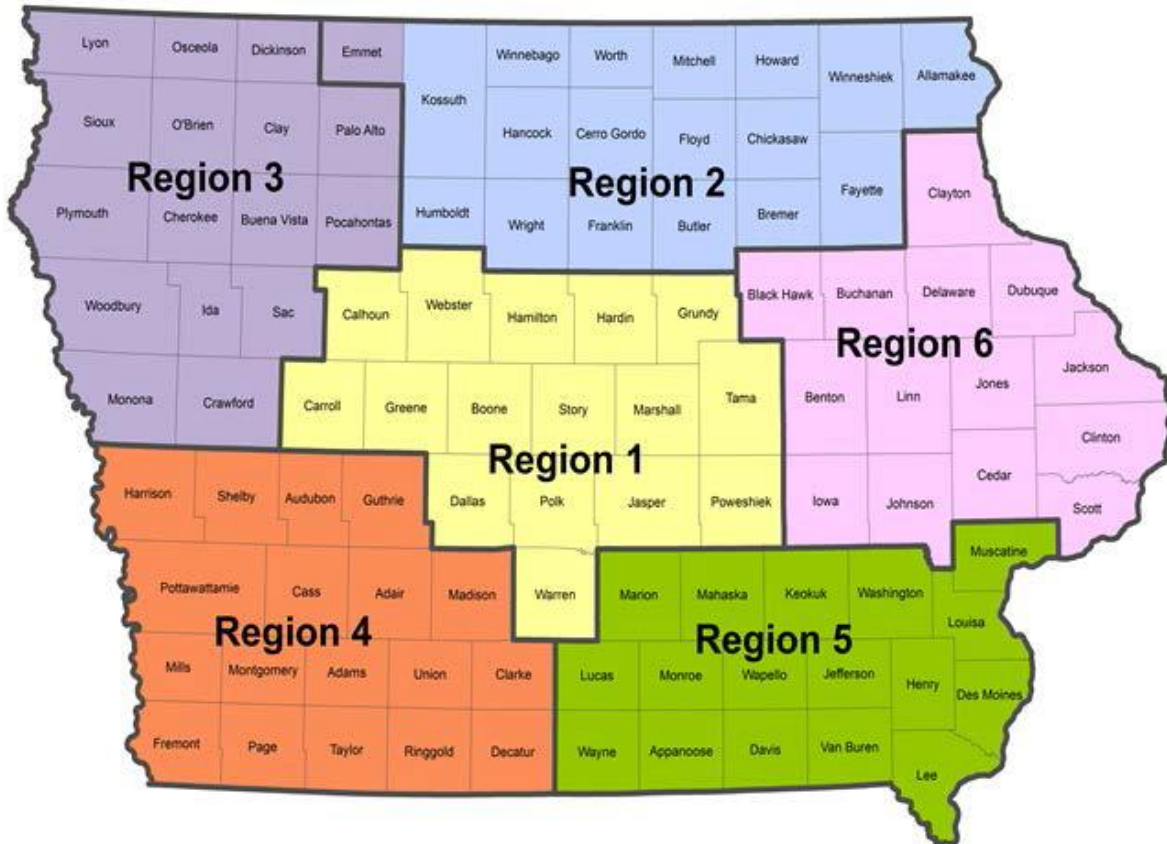 Lyon
Osceola
Dickinson
Emmet
Kossuth
Winnebago
Worth
Mitchell
Howard
Winneshiek
Allamakee
Sioux
O'Brien
Clay
Palo Alto
Hancock
Cerro Gordo
Floyd
Chickasaw
Region 3
Region 2
Fayette
Clayton
Plymouth
Cherokee
Buena Vista
Pocahontas
Humboldt
Wright
Franklin
Butler
Bremer
Woodbury
Ida
Sac
Calhoun
Webster
Hamilton
Hardin
Grundy
Black Hawk
Buchanan
Delaware
Dubuque
Region 6
Monona
Crawford
Carroll
Greene
Boone
Story
Marshall
Tama
Benton
Linn
Jones
Jackson
Region 1
Clinton
Harrison
Shelby
Audubon
Guthrie
Dallas
Polk
Jasper
Poweshiek
Iowa
Johnson
Cedar
Scott
Muscatine
Pottawattamie
Cass
Adair
Madison
Warren
Marion
Mahaska
Keokuk
Washington
Louisa
Region 4
Region 5
Mills
Montgomery
Adams
Union
Clarke
Lucas
Monroe
Wapello
Jefferson
Henry
Des Moines
Fremont
Page
Taylor
Ringgold
Decatur
Wayne
Appanoose
Davis
Van Buren
Lee